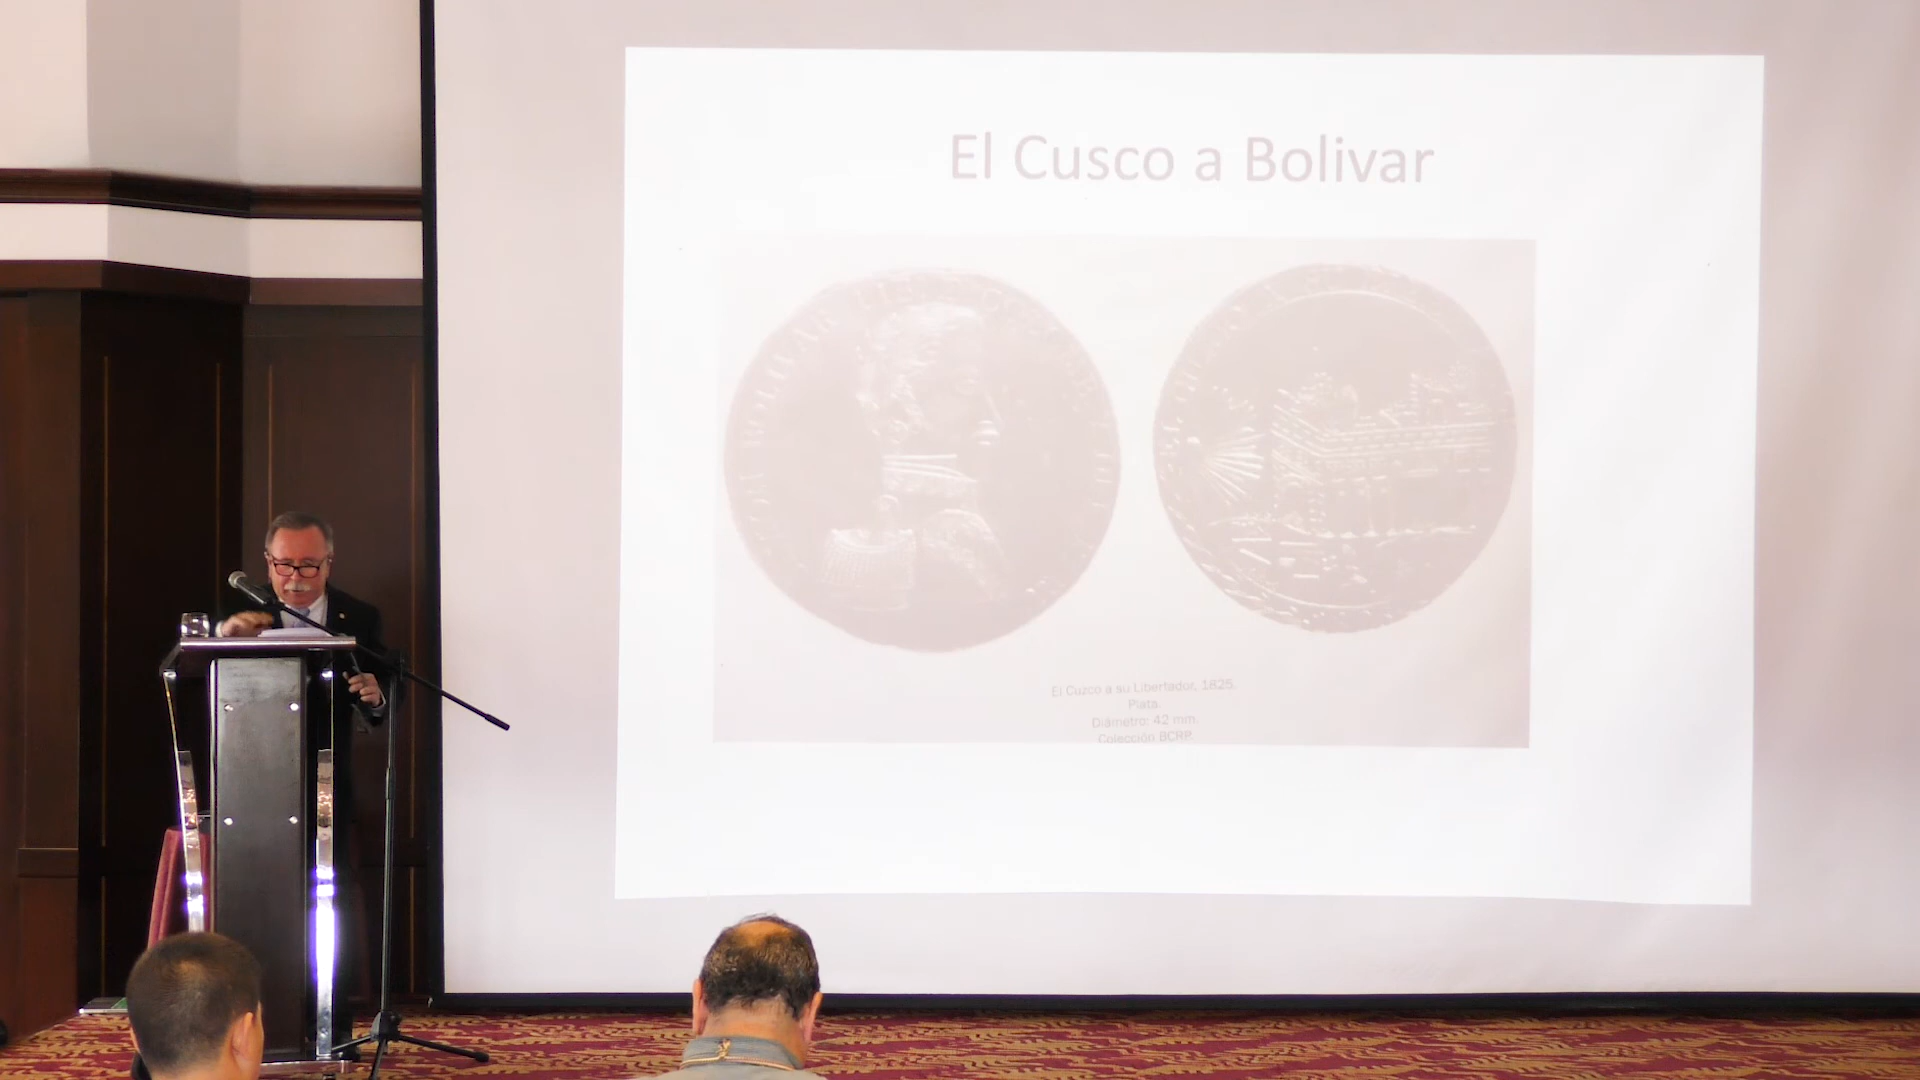 El Cusco a Bolivar
El Cuzco a su Libertador, 1825.
Plata.
Diámetro: 42 mm.
Colección BCRP.